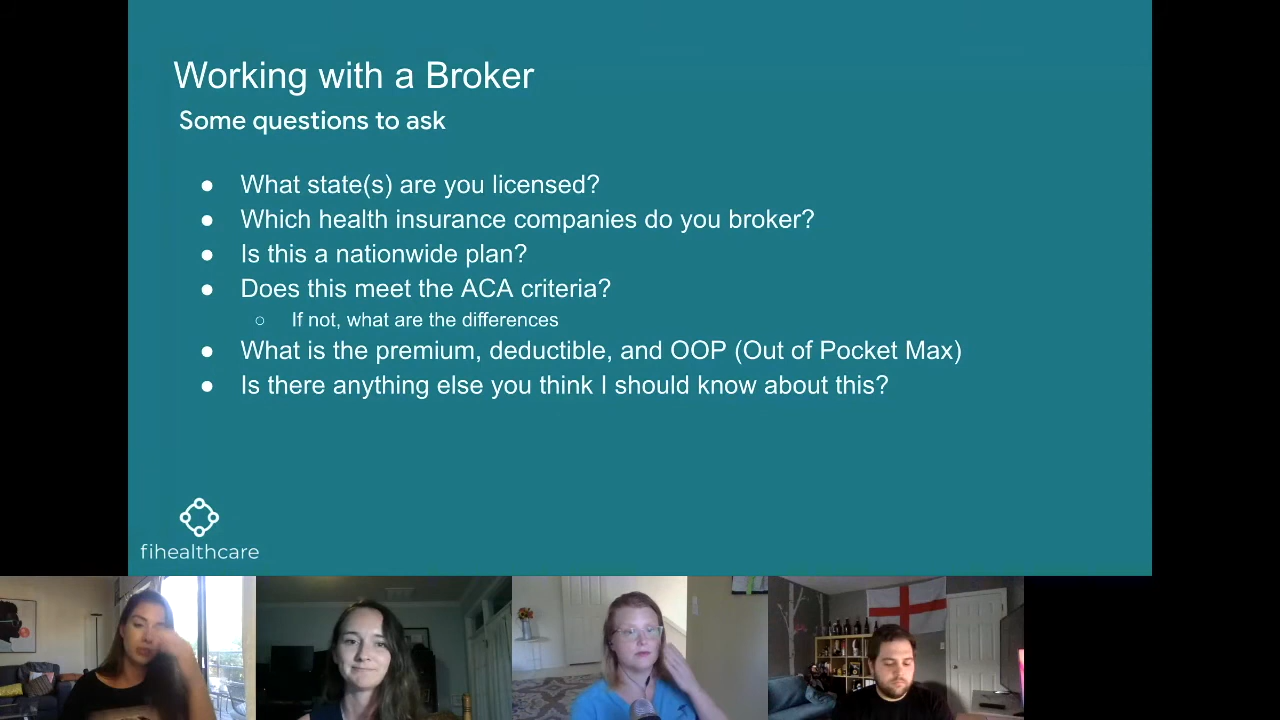 Working with a Broker
Some questions to ask
● What state(s) are you licensed?
● Which health insurance companies do you broker?
● Is this a nationwide plan?
● Does this meet the ACA criteria?
○ If not, what are the differences
● What is the premium, deductible, and OOP (Out of Pocket Max)
● Is there anything else you think I should know about this?
fihealthcare